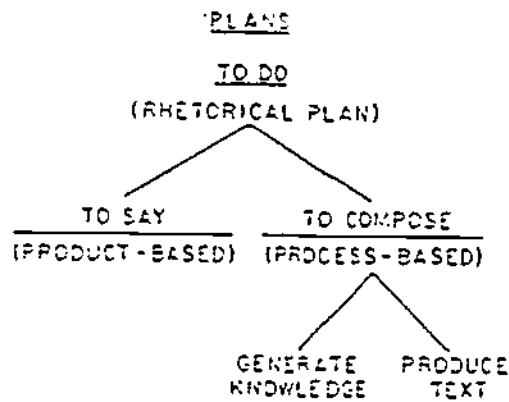 PLANS
TO DO
(RHETORICAL PLAN)
TO SAY TO COMPOSE
(PRODUCT-BASED) (PROCESS-BASED)
GENERATE PRODUCE
KNOWLEDGE TEXT